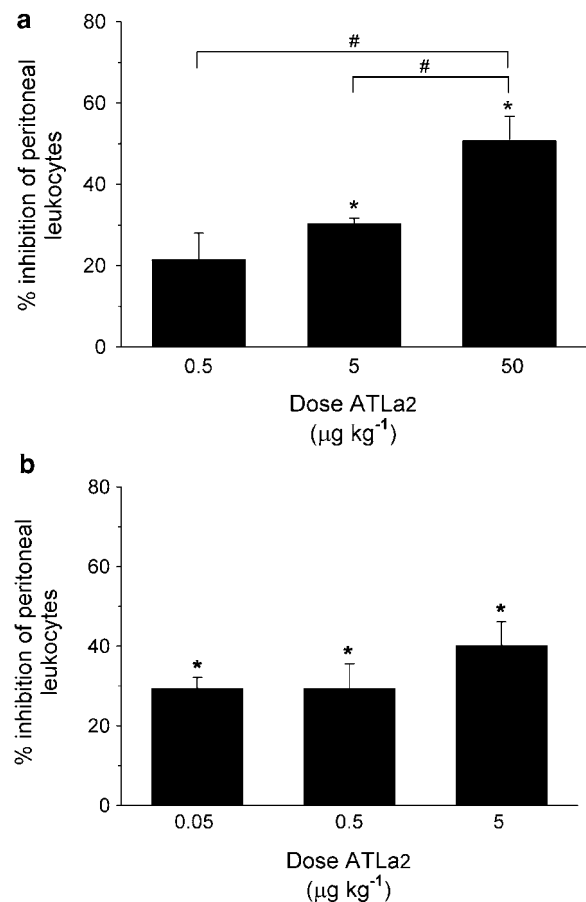 a
#
#
*
*
80
60
40
20
0
% inhibition of peritoneal
leukocytes
0.5 5 50
Dose ATLa2
(µg kg-1)
b
80
60
40
20
0
% inhibition of peritoneal
leukocytes
*
*
*
0.05 0.5 5
Dose ATLa2
(µg kg-1)